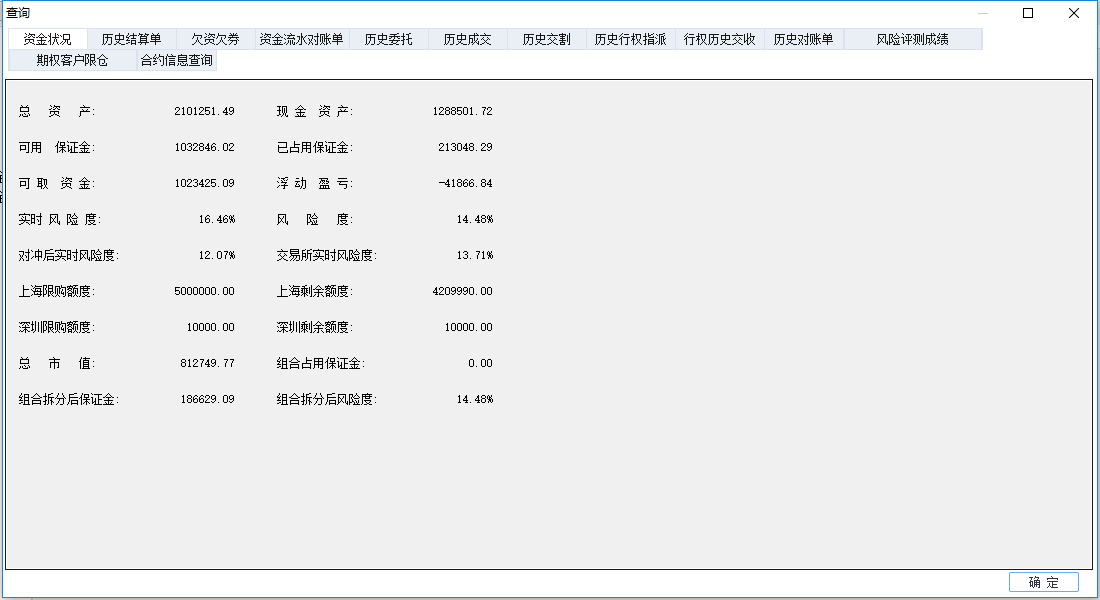 查询
资金状况 历史结算单 欠资欠券 资金流水对账单 历史委托 历史成交 历史交割 历史行权指派 行权历史交收 历史对账单 风险评测成绩
期权客户限仓 合约信息查询
总 资 产: 2101251.49 现 金 资 产: 1288501.72
可用 保证金: 1032846.02 已占用保证金: 213048.29
可 取 资 金: 1023425.09 浮 动 盈 亏: -41866.84
实时 风 险 度: 16.46% 风 险 度: 14.48%
对冲后实时风险度: 12.07% 交易所实时风险度: 13.71%
上海限购额度: 5000000.00 上海剩余额度: 4209990.00
深圳限购额度: 10000.00 深圳剩余额度: 10000.00
总 市 值: 812749.77 组合占用保证金: 0.00
组合拆分后保证金: 186629.09 组合拆分后风险度: 14.48%
确 定